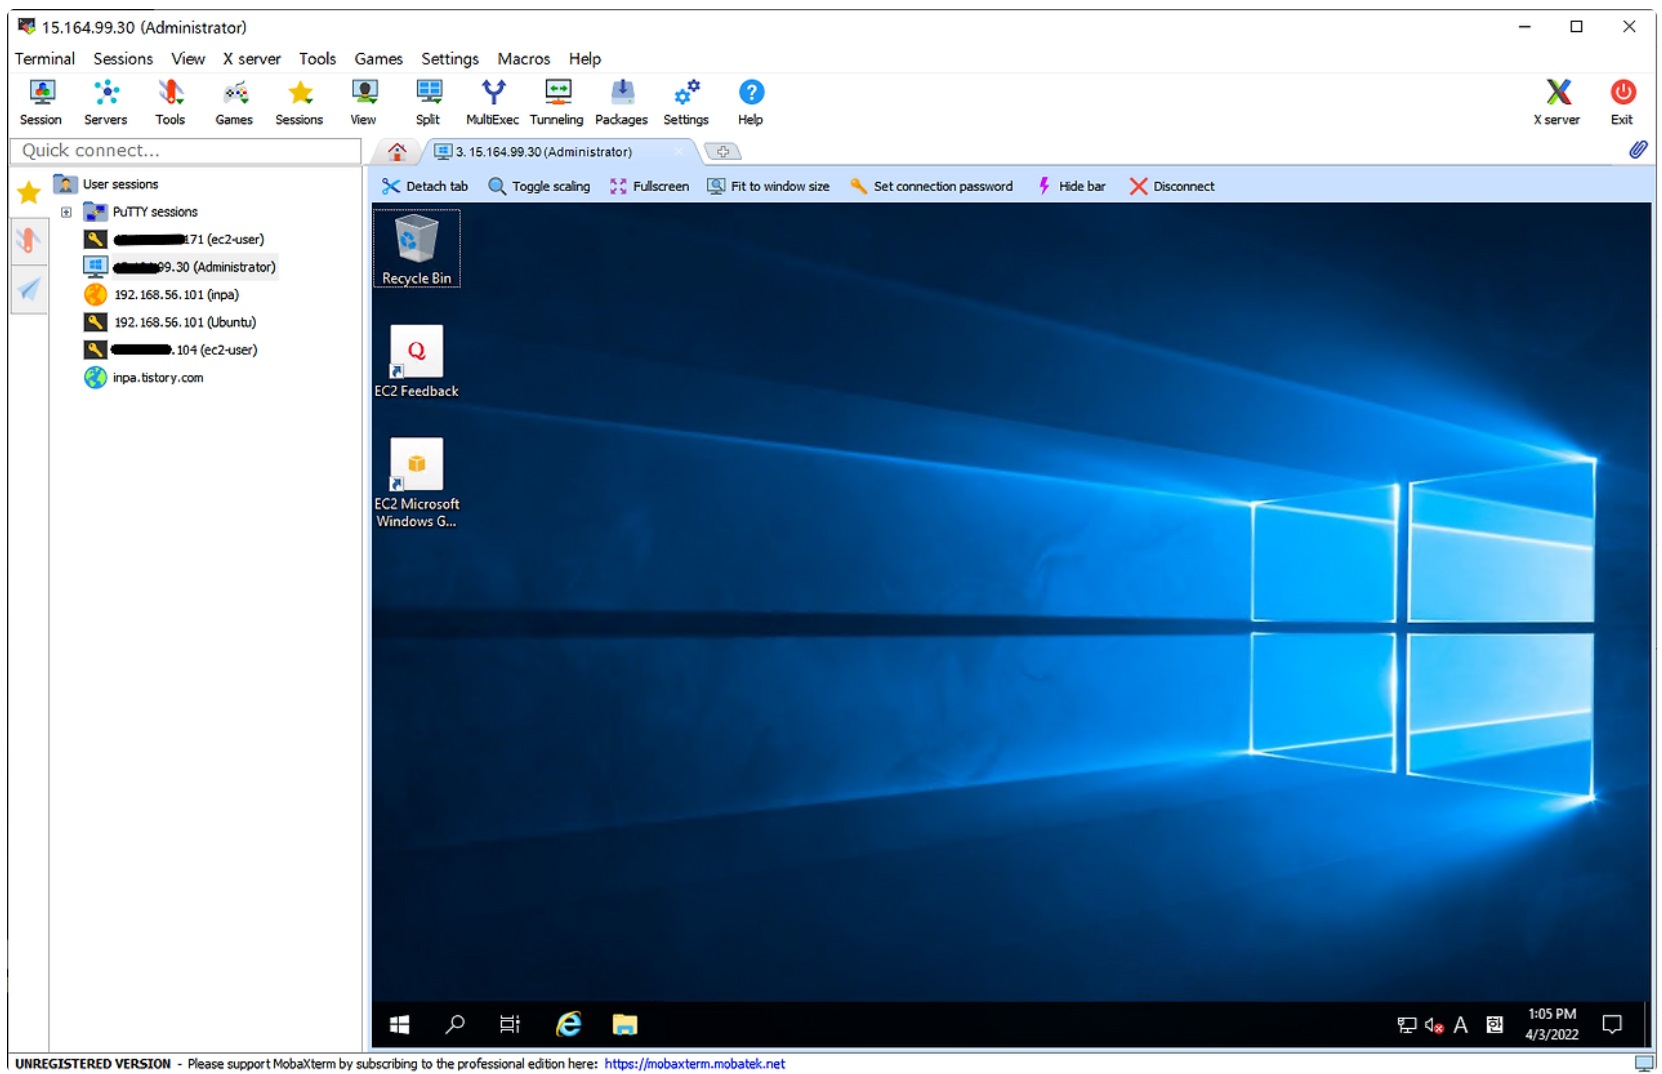 15.164.99.30 (Administrator)
Terminal Sessions View X server Tools Games Settings Macros Help
Session Servers Tools Games Sessions View Split MultiExec Tunneling Packages Settings Help X server Exit
Quick connect...
3. 15.164.99.30 (Administrator)
Detach tab Toggle scaling Fullscreen Fit to window size Set connection password Hide bar Disconnect
User sessions
PuTTY sessions
171 (ec2-user)
99.30 (Administrator)
192.168.56.101 (inpa)
192.168.56.101 (Ubuntu)
.104 (ec2-user)
inpa.tistory.com
Recycle Bin
Q
EC2 Feedback
EC2 Microsoft
Windows G...
A
1:05 PM
4/3/2022
UNREGISTERED VERSION - Please support MobaXterm by subscribing to the professional edition here: https://mobaxterm.mobatek.net